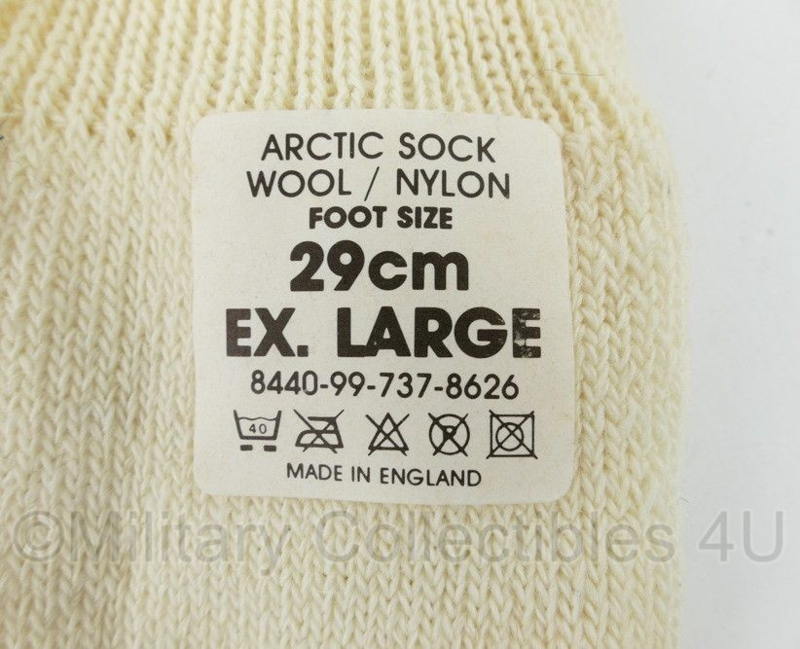 ARCTIC SOCK
WOOL / NYLON
FOOT SIZE
29cm
EX. LARGE
8440-99-737-8626
40
P
MADE IN ENGLAND
©Military Collectibles 4U